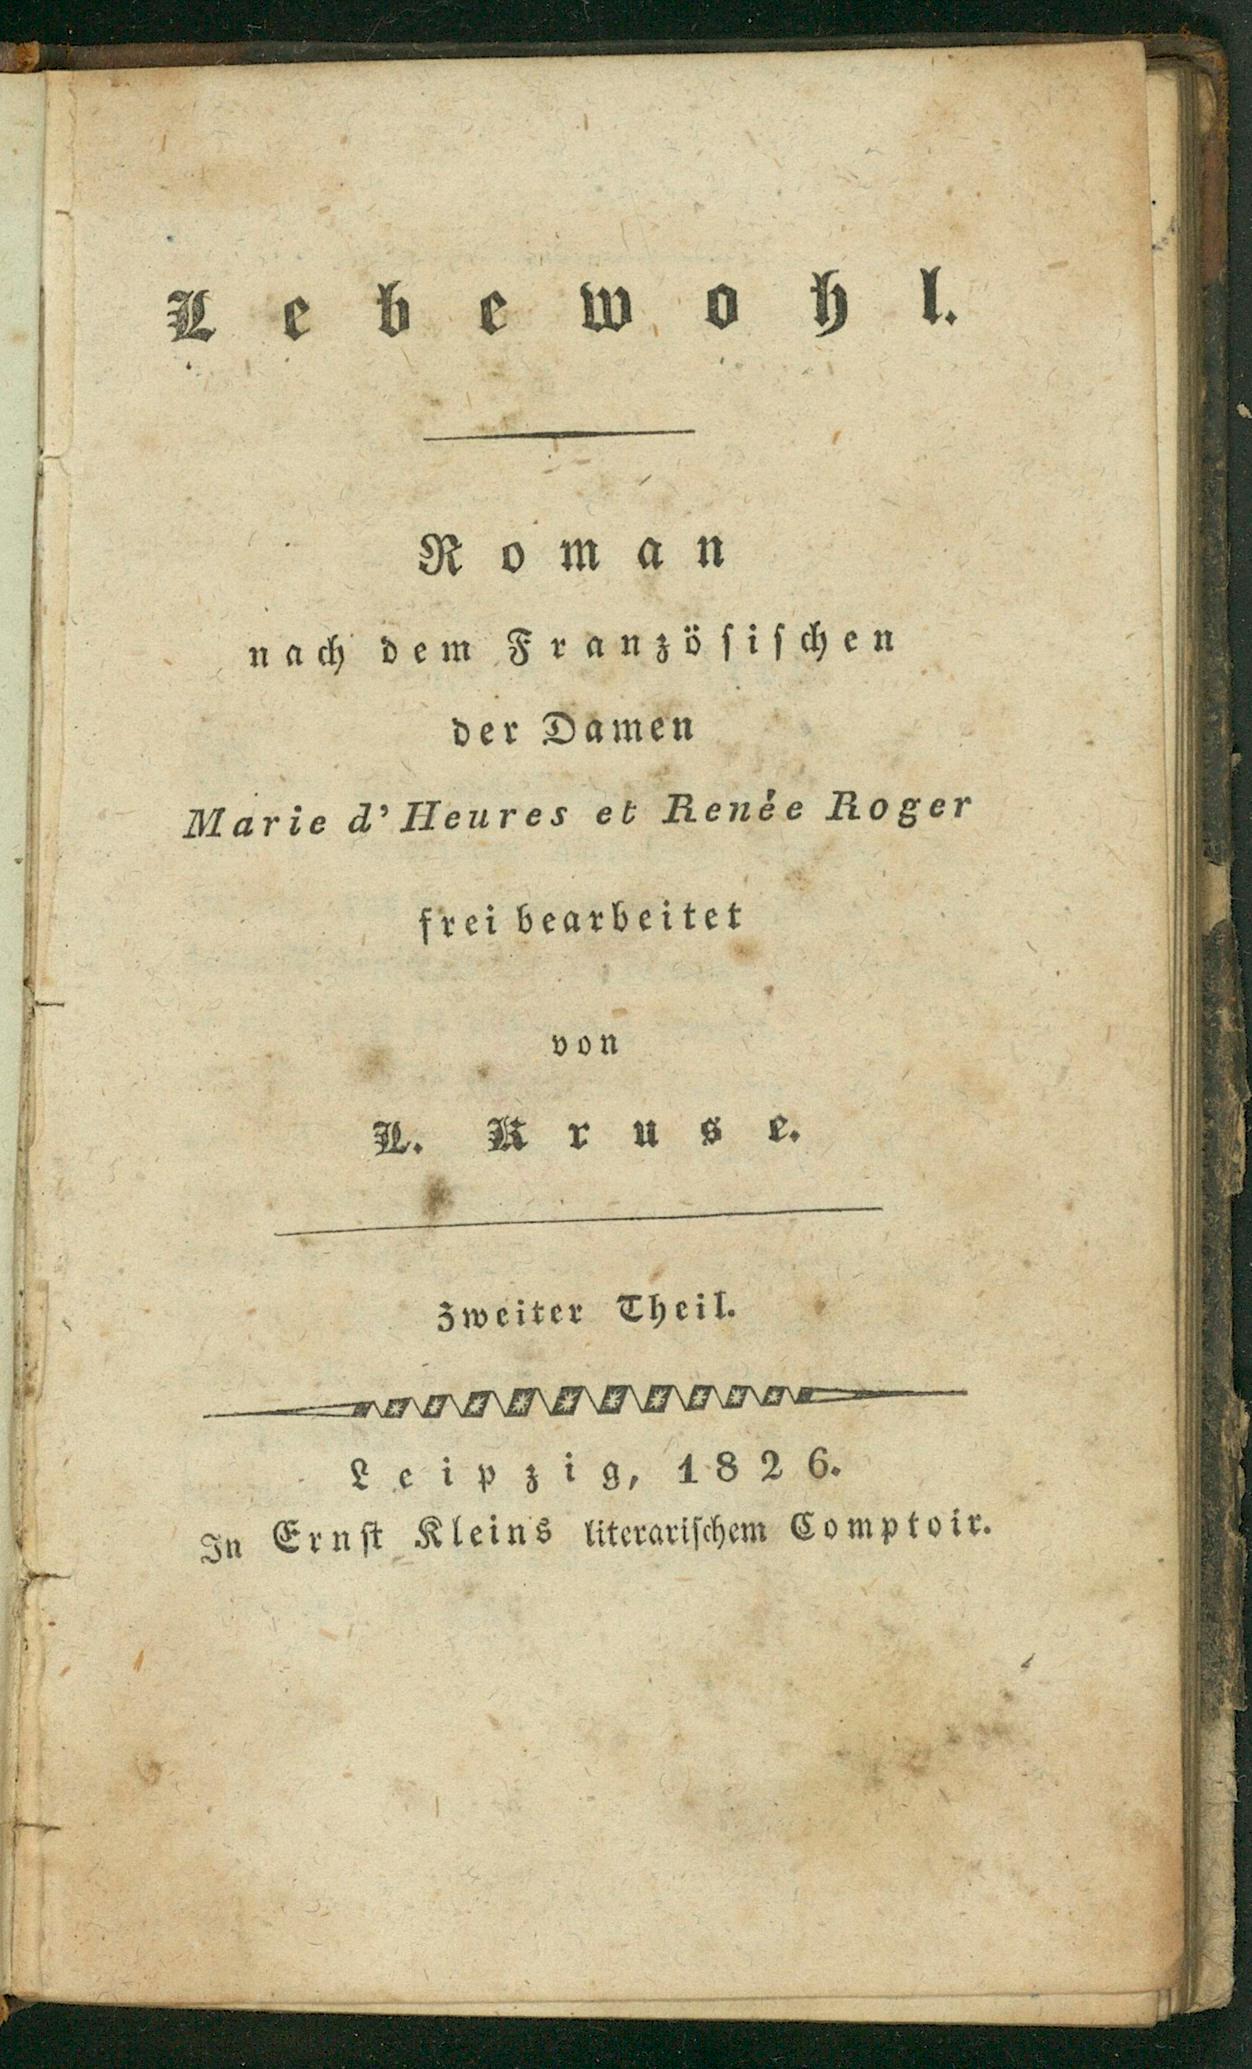 Lebewohl.
Roman
nach dem Französischen
der Damen
Marie d'Heures et Renée Roger
frei bearbeitet
von
L. Kruse.
Zweiter Theil.
Leipzig, 1826.
In Ernst Kleins literarischem Comptoir.